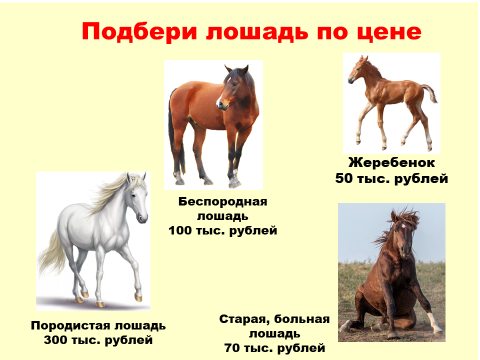 Подбери лошадь по цене
Жеребенок
50 тыс. рублей
Беспородная
лошадь
100 тыс. рублей
Породистая лошадь
300 тыс. рублей
Старая, больная
лошадь
70 тыс. рублей